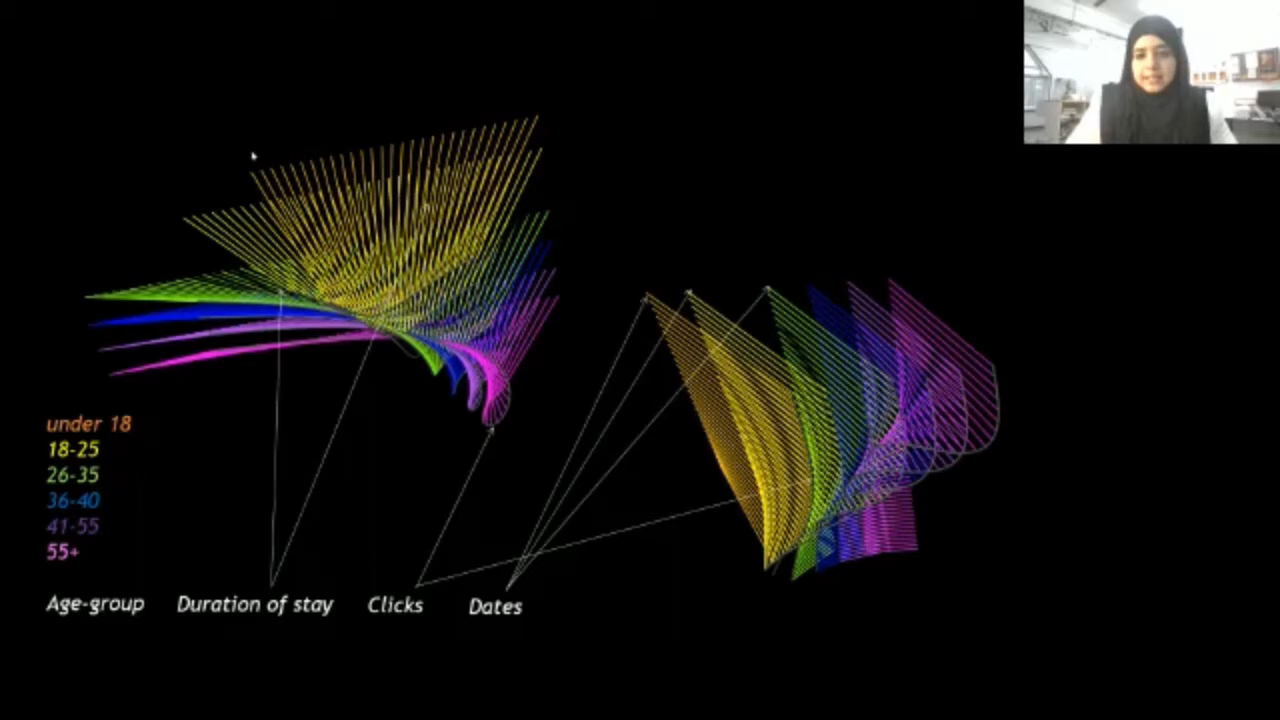 under 18
18-25
26-35
36-40
41-55
55+
Age-group Duration of stay Clicks Dates